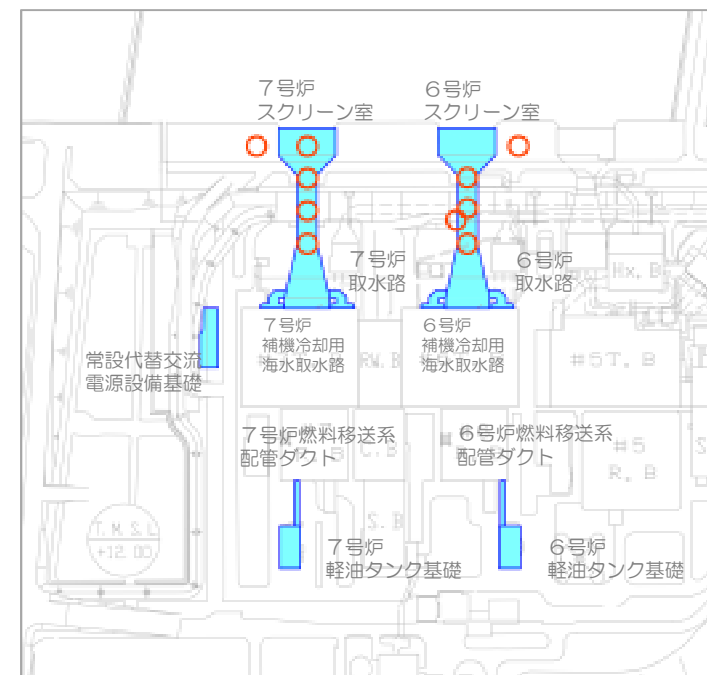 7号炉
スクリーン室
6号炉
スクリーン室
7号炉
取水路
6号炉
取水路
Hx. B
7号炉
補機冷却用
海水取水路
6号炉
補機冷却用
海水取水路
常設代替交流
電源設備基礎
RW. B
#5T. B
7号炉燃料移送系
配管ダクト
6号炉燃料移送系
配管ダクト
C. B
#5
R. B
S. B
T. M. S. L
+12. 00
7号炉
軽油タンク基礎
6号炉
軽油タンク基礎